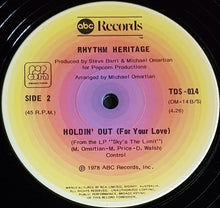 abc Records
RHYTHM HERITAGE
Produced by Steve Barri & Michael Omartian
for Popcorn Productions
Arranged by Michael Omartian
SIDE 2
TDS-014
(45 R.P.M.)
(4.26)
HOLDIN' OUT (For Your Love)
(From the LP "Sky's The Limit")
(M. Omartian-M. Price-D. Walsh)
Control
℗ 1978 ABC Records, Inc.